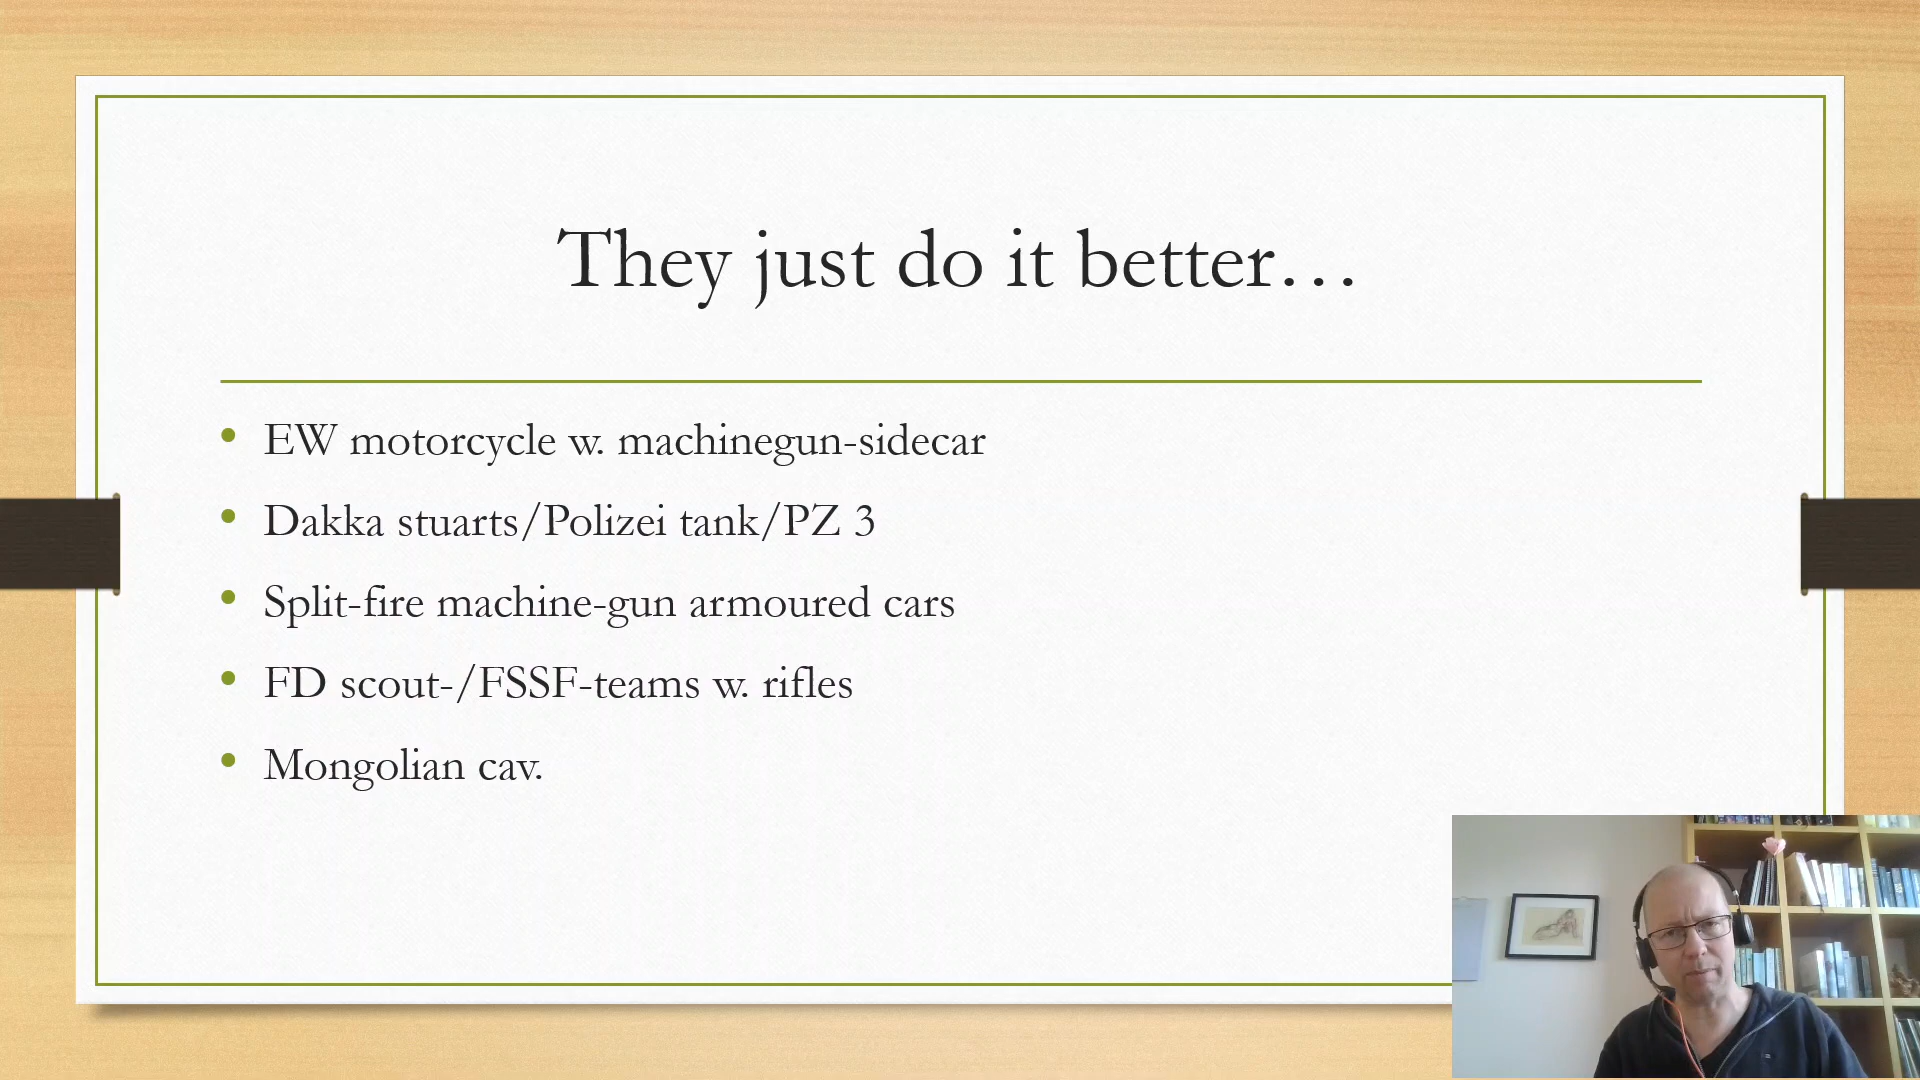 They just do it better…
• EW motorcycle w. machinegun-sidecar
• Dakka stuarts/Polizei tank/PZ 3
• Split-fire machine-gun armoured cars
• FD scout-/FSSF-teams w. rifles
• Mongolian cav.